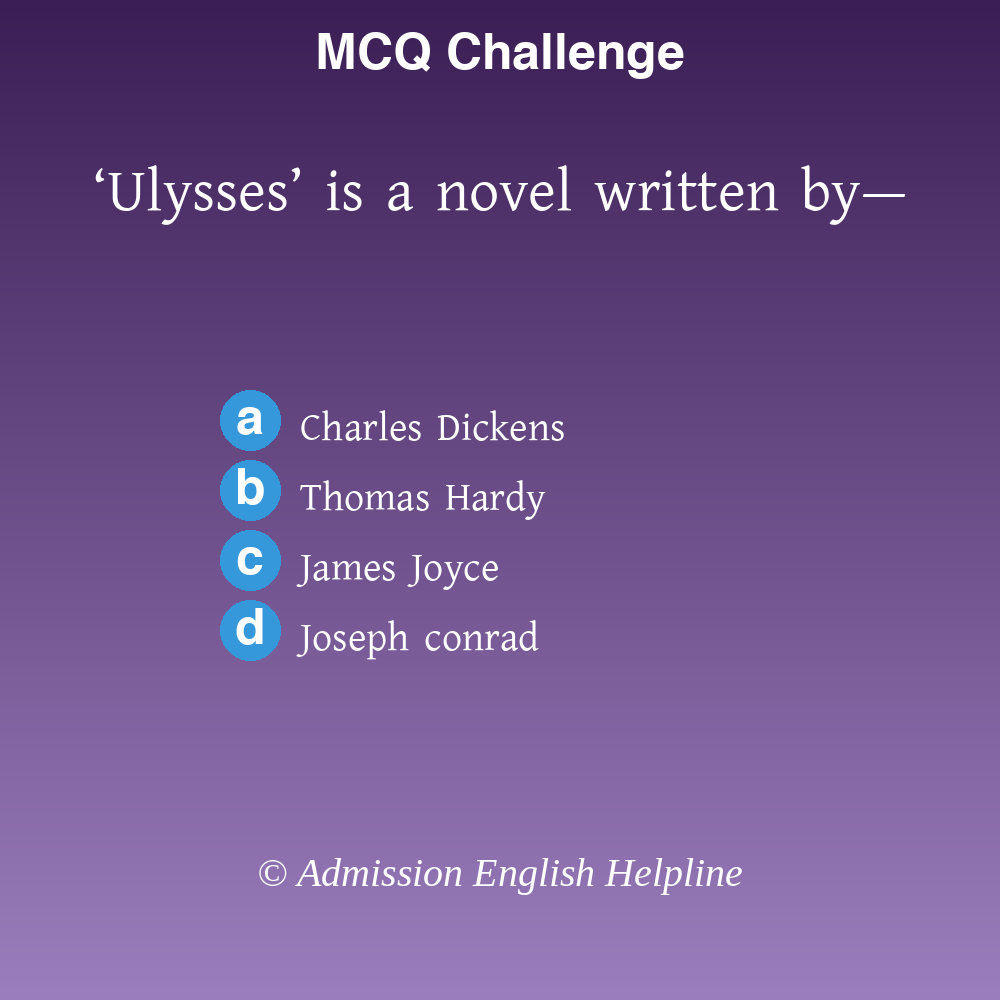 MCQ Challenge
‘Ulysses’ is a novel written by—
a Charles Dickens
b Thomas Hardy
c James Joyce
d Joseph conrad
© Admission English Helpline